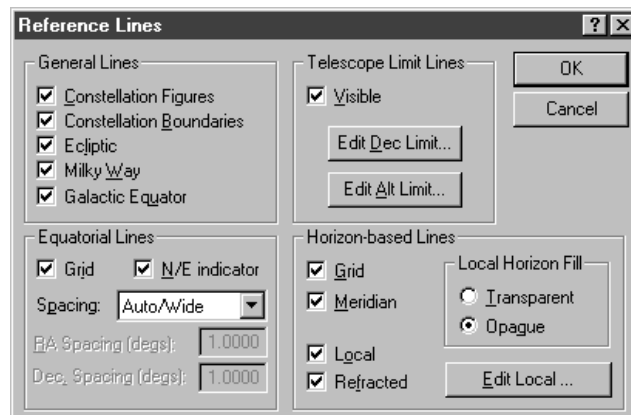 Reference Lines
General Lines
Constellation Figures
Constellation Boundaries
Ecliptic
Milky Way
Galactic Equator
Telescope Limit Lines
Visible
Edit Dec Limit...
Edit Alt Limit...
OK
Cancel
Equatorial Lines
Grid
N/E indicator
Spacing: Auto/Wide
RA Spacing (degs): 1.0000
Dec. Spacing (degs): 1.0000
Horizon-based Lines
Grid
Meridian
Local
Refracted
Local Horizon Fill
Transparent
Opague
Edit Local ...